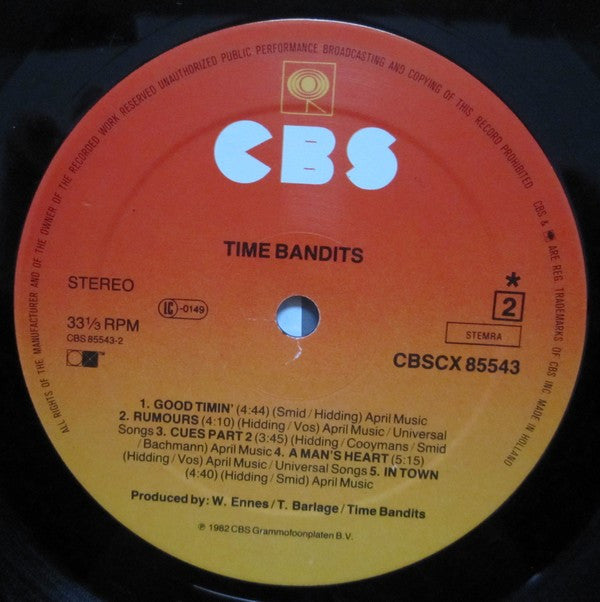 ALL RIGHTS OF THE MANUFACTURER AND OF THE OWNER OF THE RECORDED WORK RESERVED UNAUTHORIZED PUBLIC PERFORMANCE BROADCASTING AND COPYING OF THIS RECORD PROHIBITED
CBS & ARE REG. TRADEMARKS OF CBS INC. MADE IN HOLLAND
CBS
TIME BANDITS
STEREO
LC-0149
*
2
33⅓ RPM
CBS 85543-2
STEMRA
CBSCX 85543
1. GOOD TIMIN' (4:44) (Smid / Hidding) April Music
2. RUMOURS (4:10) (Hidding / Vos) April Music / Universal
Songs 3. CUES PART 2 (3:45) (Hidding / Cooymans / Smid
/ Bachmann) April Music 4. A MAN'S HEART (5:15)
(Hidding / Vos) April Music / Universal Songs 5. IN TOWN
(4:40) (Hidding / Smid) April Music
Produced by: W. Ennes / T. Barlage / Time Bandits
℗ 1982 CBS Grammofoonplaten B.V.